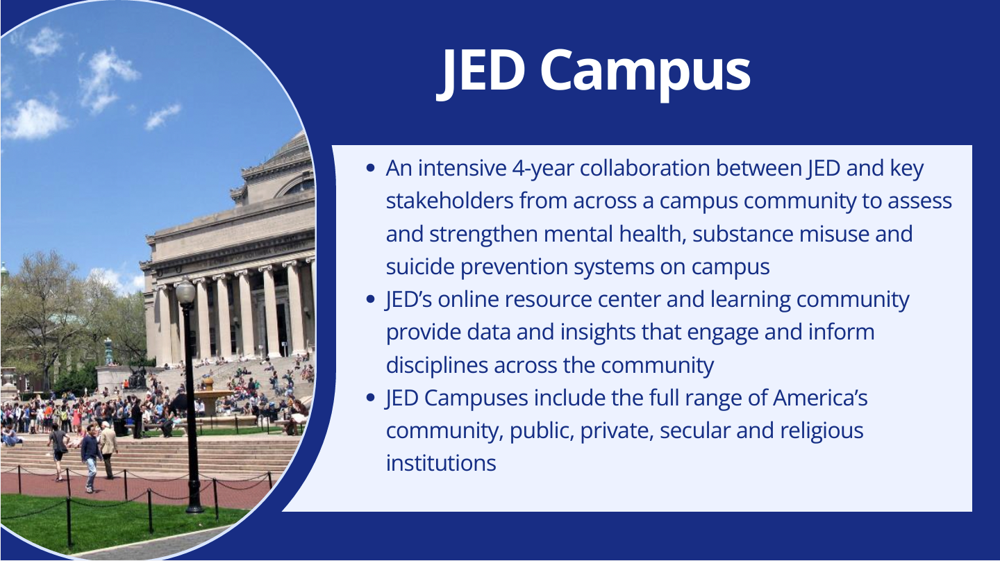 JED Campus
• An intensive 4-year collaboration between JED and key
stakeholders from across a campus community to assess
and strengthen mental health, substance misuse and
suicide prevention systems on campus
• JED’s online resource center and learning community
provide data and insights that engage and inform
disciplines across the community
• JED Campuses include the full range of America’s
community, public, private, secular and religious
institutions